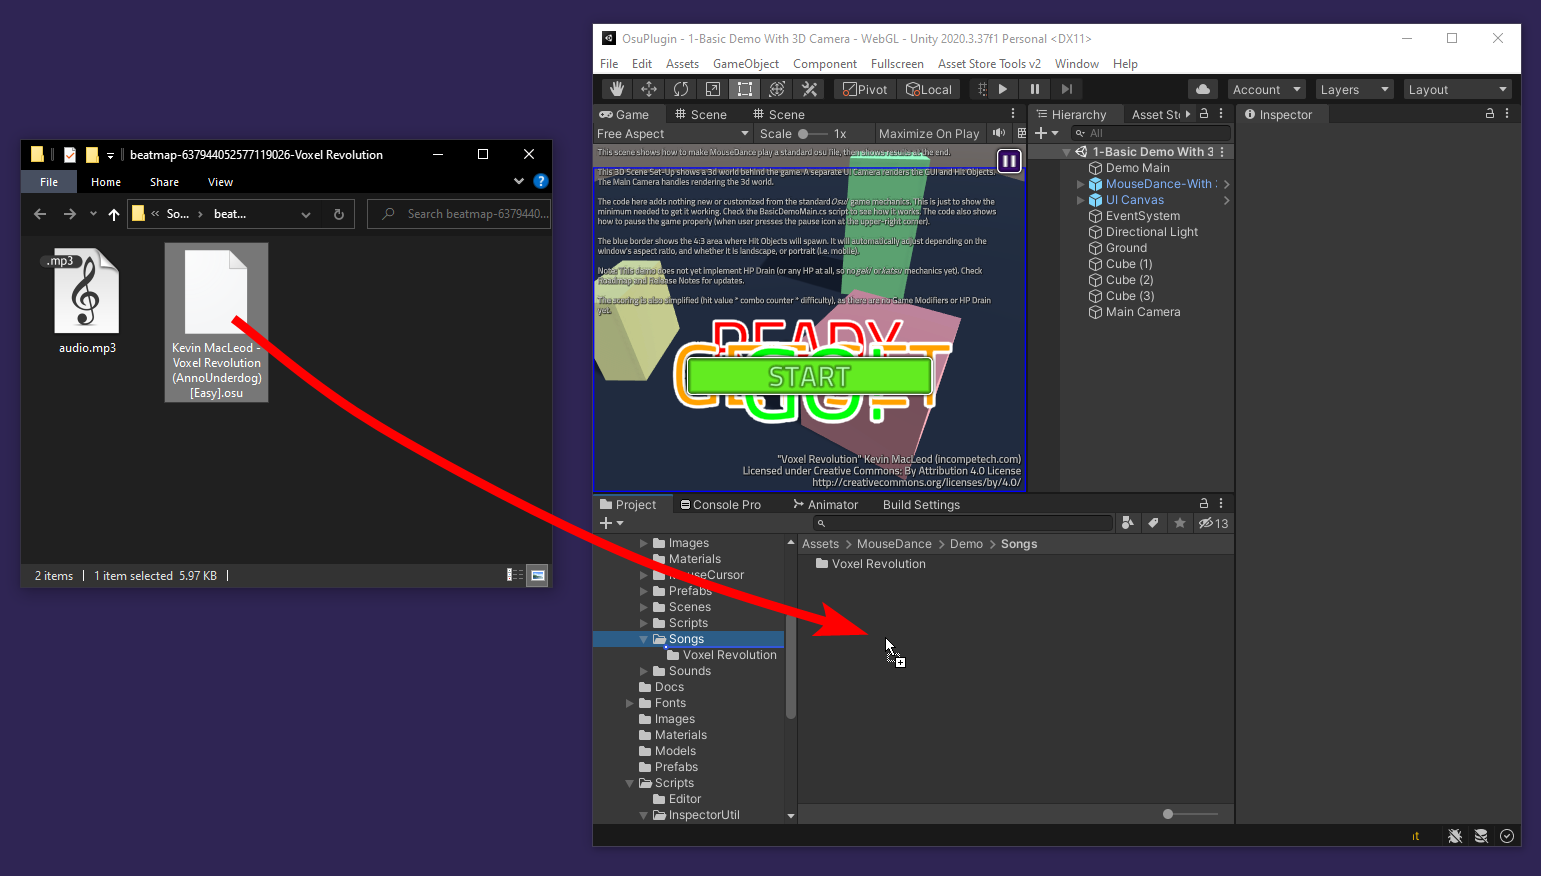 beatmap-637944052577119026-Voxel Revolution
File
Home
Share
View
So...
beat...
Search beatmap-6379440...
.mp3
audio.mp3
Kevin MacLeod -
Voxel Revolution
(AnnoUnderdog)
[Easy].osu
2 items
1 item selected 5.97 KB
OsuPlugin - 1-Basic Demo With 3D Camera - WebGL - Unity 2020.3.37f1 Personal <DX11>
File Edit Assets GameObject Component Fullscreen Asset Store Tools v2 Window Help
Pivot
Local
Account
Layers
Layout
Game
Scene
Scene
Free Aspect
Scale
1x
Maximize On Play
This scene shows how to make MouseDance play a standard osu file, then shows results at the end.
This 3D Scene Set-Up shows a 3d world behind the game. A separate UI Camera renders the GUI and Hit Objects.
The Main Camera handles rendering the 3d world.
The code here adds nothing new or customized from the standard Osu game mechanics. This is just to show the
minimum needed to get it working. Check the BasicDemoMain.cs script to see how it works. The code also shows
how to pause the game properly (when user presses the pause icon at the upper-right corner).
The blue border shows the 4:3 area where Hit Objects will spawn. It will automatically adjust depending on the
window's aspect ratio, and whether it is landscape, or portrait (i.e. mobile).
Note: This demo does not yet implement HP Drain (or any HP at all, so no geki or katsu mechanics yet). Check
Roadmap and Release Notes for updates.
The scoring is also simplified (hit value * combo counter * difficulty), as there are no Game Modifiers or HP Drain
yet.
READY
START
GO!
"Voxel Revolution" Kevin MacLeod (incompetech.com)
Licensed under Creative Commons: By Attribution 4.0 License
http://creativecommons.org/licenses/by/4.0/
Hierarchy
Asset St
All
1-Basic Demo With 3
Demo Main
MouseDance-With
UI Canvas
EventSystem
Directional Light
Ground
Cube (1)
Cube (2)
Cube (3)
Main Camera
Inspector
Project
Console Pro
Animator
Build Settings
13
Images
Materials
MouseCursor
Prefabs
Scenes
Scripts
Songs
Voxel Revolution
Sounds
Docs
Fonts
Images
Materials
Models
Prefabs
Scripts
Editor
InspectorUtil
Assets > MouseDance > Demo > Songs
Voxel Revolution